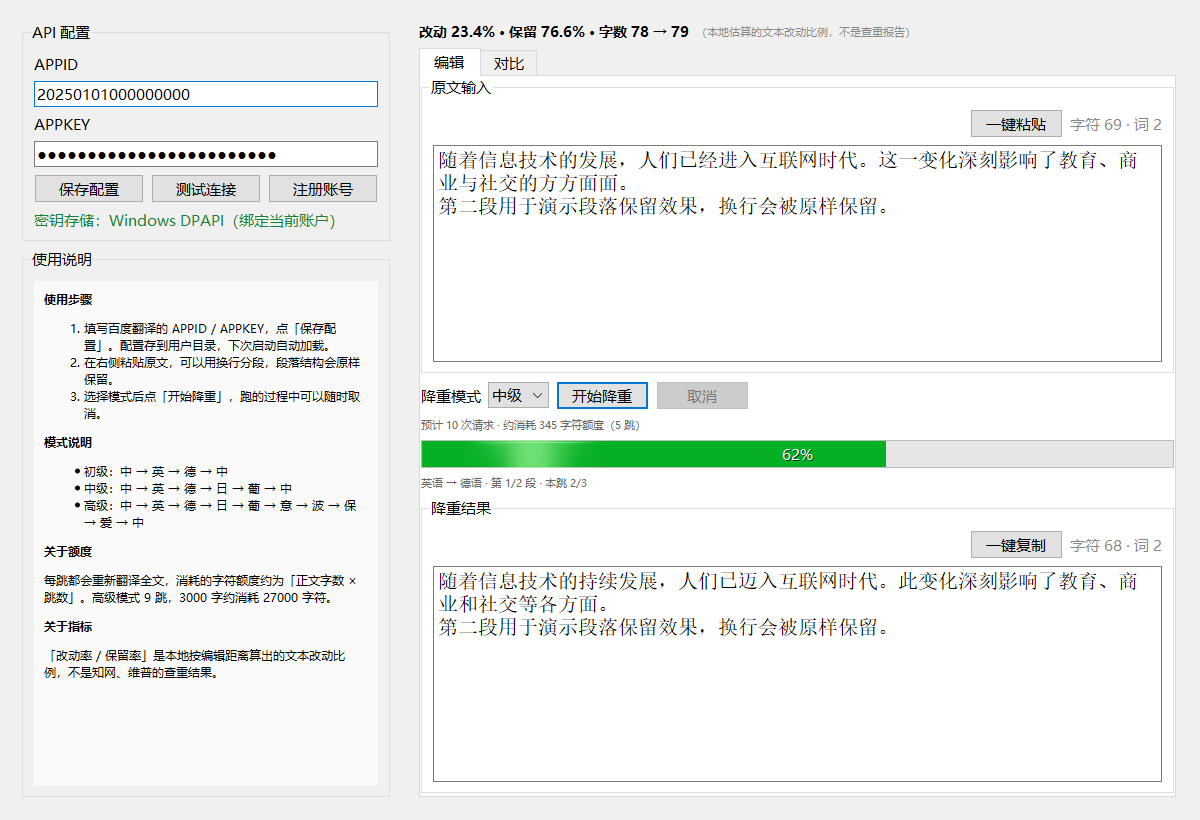 API 配置
APPID
20250101000000000
APPKEY
●●●●●●●●●●●●●●●●●●●●●●●●
保存配置 测试连接 注册账号
密钥存储：Windows DPAPI（绑定当前账户）
使用说明
使用步骤
1. 填写百度翻译的 APPID / APPKEY，点「保存配
置」。配置存到用户目录，下次启动自动加载。
2. 在右侧粘贴原文，可以用换行分段，段落结构会原样
保留。
3. 选择模式后点「开始降重」，跑的过程中可以随时取
消。
模式说明
● 初级：中 → 英 → 德 → 中
● 中级：中 → 英 → 德 → 日 → 葡 → 中
● 高级：中 → 英 → 德 → 日 → 葡 → 意 → 波 → 保
→ 爱 → 中
关于额度
每跳都会重新翻译全文，消耗的字符额度约为「正文字数 ×
跳数」。高级模式 9 跳，3000 字约消耗 27000 字符。
关于指标
「改动率 / 保留率」是本地按编辑距离算出的文本改动比
例，不是知网、维普的查重结果。
改动 23.4% • 保留 76.6% • 字数 78 → 79 （本地估算的文本改动比例，不是查重报告）
编辑 对比
原文输入
一键粘贴 字符 69 · 词 2
随着信息技术的发展，人们已经进入互联网时代。这一变化深刻影响了教育、商
业与社交的方方面面。
第二段用于演示段落保留效果，换行会被原样保留。
降重模式 中级 开始降重 取消
预计 10 次请求 · 约消耗 345 字符额度（5 跳）
62%
英语 → 德语 · 第 1/2 段 · 本跳 2/3
降重结果
一键复制 字符 68 · 词 2
随着信息技术的持续发展，人们已迈入互联网时代。此变化深刻影响了教育、商
业和社交等各方面。
第二段用于演示段落保留效果，换行会被原样保留。